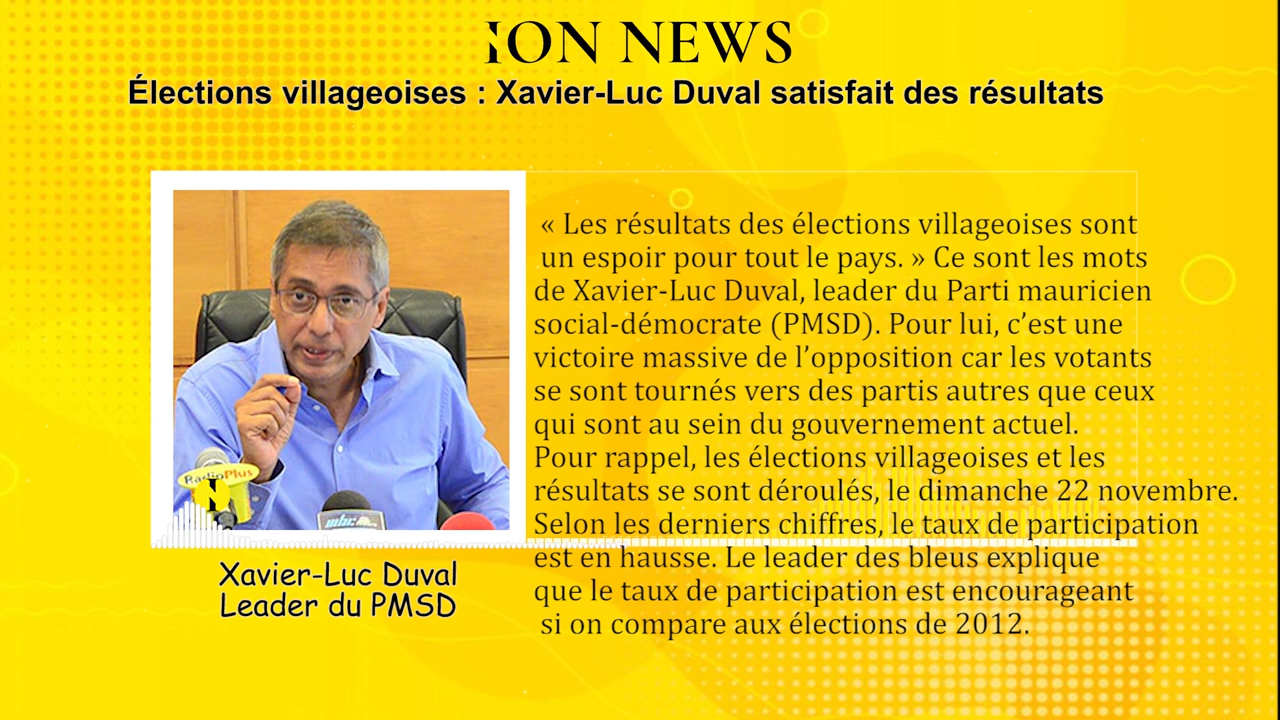 ION NEWS
Élections villageoises : Xavier-Luc Duval satisfait des résultats
« Les résultats des élections villageoises sont
un espoir pour tout le pays. » Ce sont les mots
de Xavier-Luc Duval, leader du Parti mauricien
social-démocrate (PMSD). Pour lui, c’est une
victoire massive de l’opposition car les votants
se sont tournés vers des partis autres que ceux
qui sont au sein du gouvernement actuel.
Pour rappel, les élections villageoises et les
résultats se sont déroulés, le dimanche 22 novembre.
Selon les derniers chiffres, le taux de participation
est en hausse. Le leader des bleus explique
que le taux de participation est encourageant
si on compare aux élections de 2012.
RadioPlus
N
mbc
Xavier-Luc Duval
Leader du PMSD